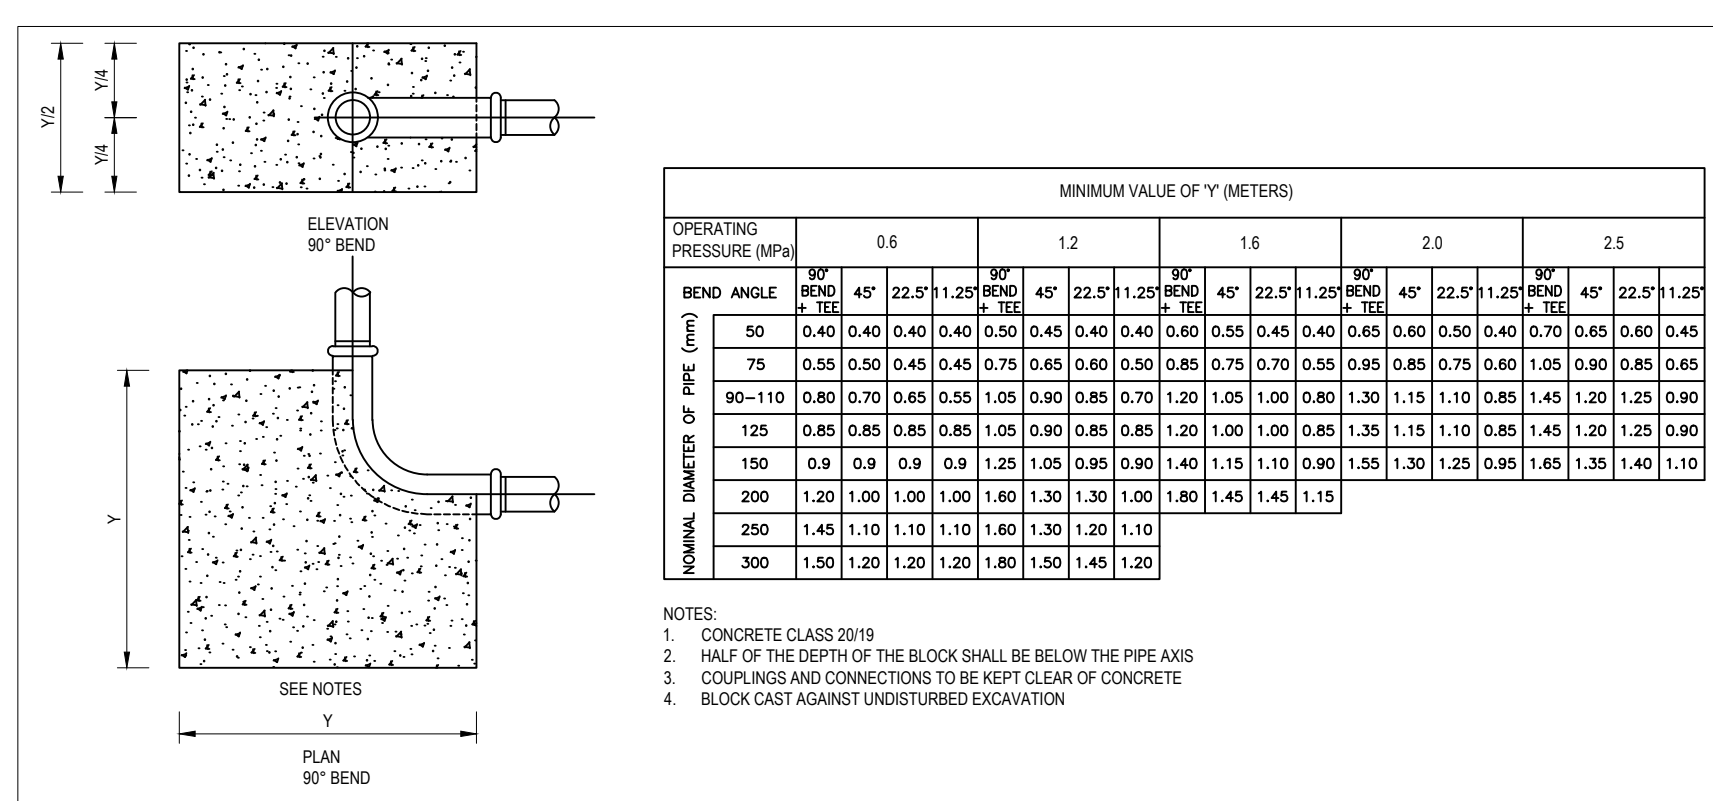 Y/2
Y/4
Y/4
ELEVATION
90° BEND
Y
SEE NOTES
Y
PLAN
90° BEND
MINIMUM VALUE OF 'Y' (METERS)
OPERATING
PRESSURE (MPa) 0.6 1.2 1.6 2.0 2.5
BEND ANGLE 90° BEND + TEE 45° 22.5° 11.25° 90° BEND + TEE 45° 22.5° 11.25° 90° BEND + TEE 45° 22.5° 11.25° 90° BEND + TEE 45° 22.5° 11.25° 90° BEND + TEE 45° 22.5° 11.25°
NOMINAL DIAMETER OF PIPE (mm)
50 0.40 0.40 0.40 0.40 0.50 0.45 0.40 0.40 0.60 0.55 0.45 0.40 0.65 0.60 0.50 0.40 0.70 0.65 0.60 0.45
75 0.55 0.50 0.45 0.45 0.75 0.65 0.60 0.50 0.85 0.75 0.70 0.55 0.95 0.85 0.75 0.60 1.05 0.90 0.85 0.65
90-110 0.80 0.70 0.65 0.55 1.05 0.90 0.85 0.70 1.20 1.05 1.00 0.80 1.30 1.15 1.10 0.85 1.45 1.20 1.25 0.90
125 0.85 0.85 0.85 0.85 1.05 0.90 0.85 0.85 1.20 1.00 1.00 0.85 1.35 1.15 1.10 0.85 1.45 1.20 1.25 0.90
150 0.9 0.9 0.9 0.9 1.25 1.05 0.95 0.90 1.40 1.15 1.10 0.90 1.55 1.30 1.25 0.95 1.65 1.35 1.40 1.10
200 1.20 1.00 1.00 1.00 1.60 1.30 1.30 1.00 1.80 1.45 1.45 1.15
250 1.45 1.10 1.10 1.10 1.60 1.30 1.20 1.10
300 1.50 1.20 1.20 1.20 1.80 1.50 1.45 1.20
NOTES:
1. CONCRETE CLASS 20/19
2. HALF OF THE DEPTH OF THE BLOCK SHALL BE BELOW THE PIPE AXIS
3. COUPLINGS AND CONNECTIONS TO BE KEPT CLEAR OF CONCRETE
4. BLOCK CAST AGAINST UNDISTURBED EXCAVATION